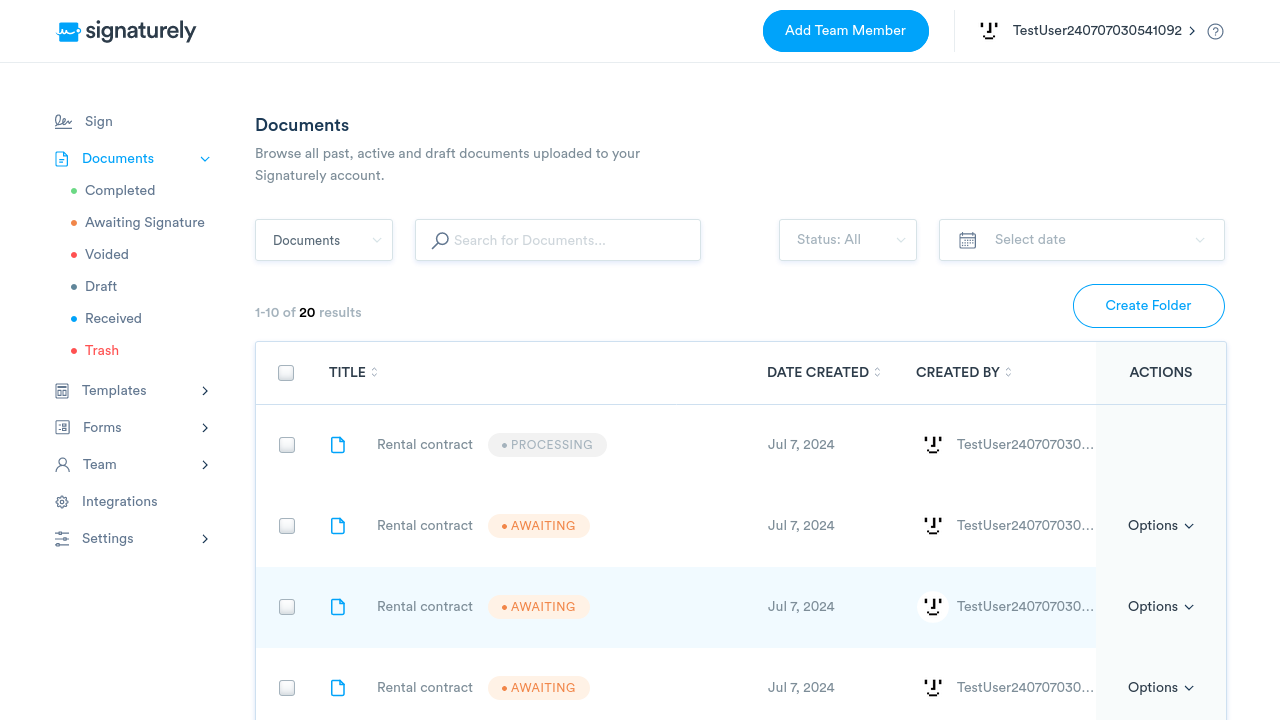 signaturely
Add Team Member
TestUser240707030541092
Sign
Documents
Completed
Awaiting Signature
Voided
Draft
Received
Trash
Templates
Forms
Team
Integrations
Settings
Documents
Browse all past, active and draft documents uploaded to your
Signaturely account.
Documents
Search for Documents...
Status: All
Select date
1-10 of 20 results
Create Folder
TITLE DATE CREATED CREATED BY ACTIONS
Rental contract PROCESSING Jul 7, 2024 TestUser240707030...
Rental contract AWAITING Jul 7, 2024 TestUser240707030... Options
Rental contract AWAITING Jul 7, 2024 TestUser240707030... Options
Rental contract AWAITING Jul 7, 2024 TestUser240707030... Options